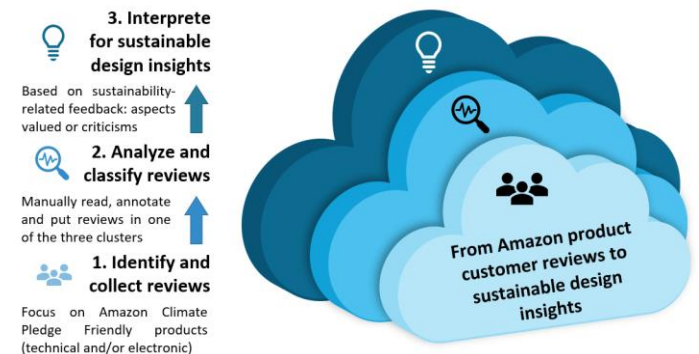 3. Interprete
for sustainable
design insights
Based on sustainability-
related feedback: aspects
valued or criticisms
2. Analyze and
classify reviews
Manually read, annotate
and put reviews in one
of the three clusters
1. Identify and
collect reviews
Focus on Amazon Climate
Pledge Friendly products
(technical and/or electronic)
From Amazon product
customer reviews to
sustainable design
insights